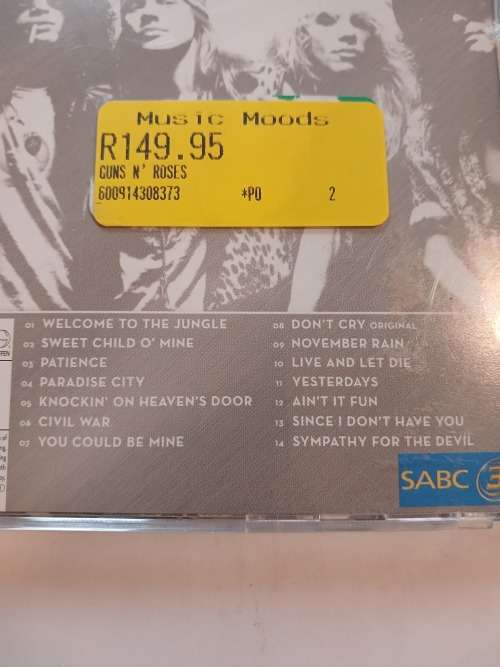 Music Moods
R149.95
GUNS N' ROSES
600914308373 *PO 2
01 WELCOME TO THE JUNGLE
02 SWEET CHILD O' MINE
03 PATIENCE
04 PARADISE CITY
05 KNOCKIN' ON HEAVEN'S DOOR
06 CIVIL WAR
07 YOU COULD BE MINE
08 DON'T CRY ORIGINAL
09 NOVEMBER RAIN
10 LIVE AND LET DIE
11 YESTERDAYS
12 AIN'T IT FUN
13 SINCE I DON'T HAVE YOU
14 SYMPATHY FOR THE DEVIL
SABC 3